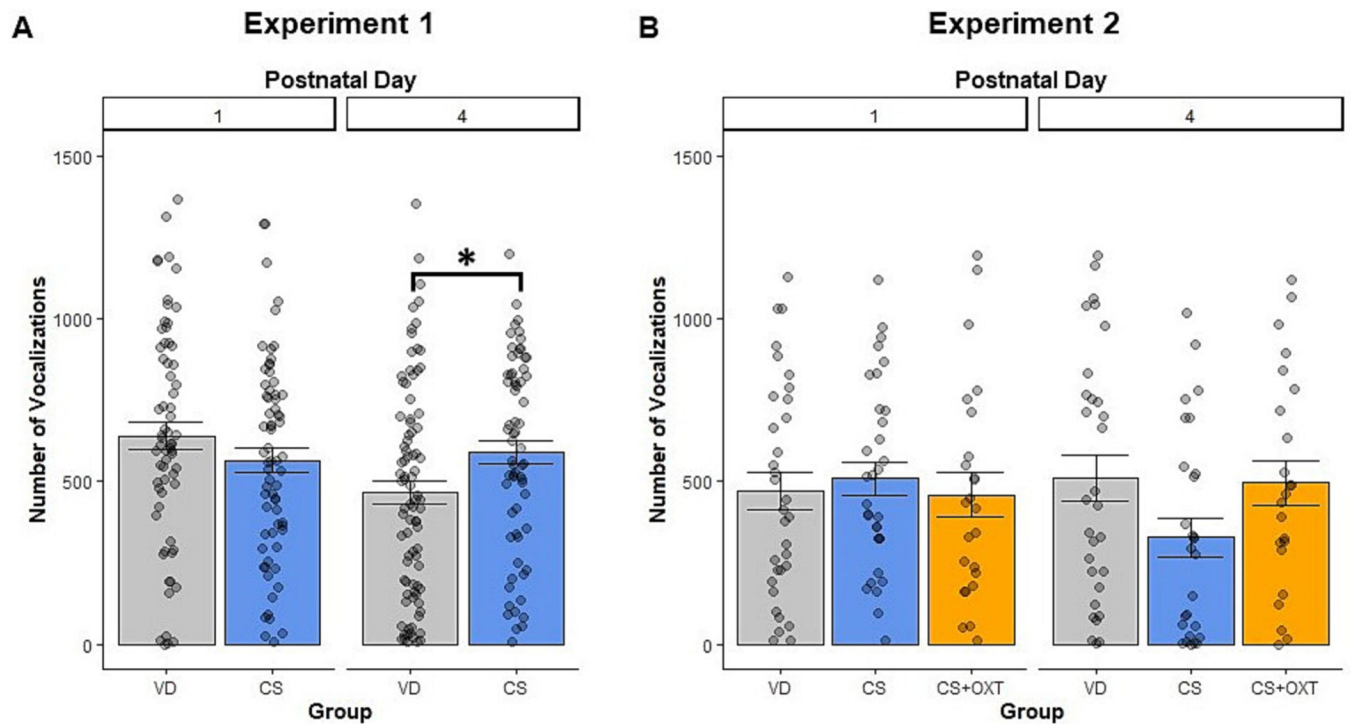 A
Experiment 1
Postnatal Day
1
4
Number of Vocalizations
1500
1000
500
0
*
VD
CS
VD
CS
Group
B
Experiment 2
Postnatal Day
1
4
Number of Vocalizations
1500
1000
500
0
VD
CS
CS+OXT
VD
CS
CS+OXT
Group